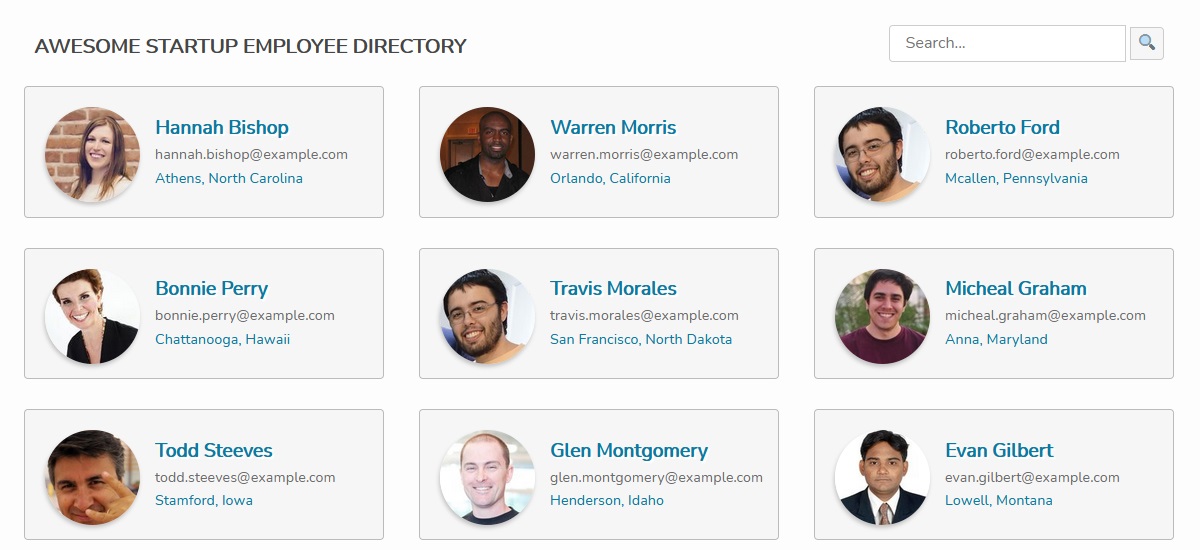 AWESOME STARTUP EMPLOYEE DIRECTORY
Search...
Hannah Bishop
hannah.bishop@example.com
Athens, North Carolina
Warren Morris
warren.morris@example.com
Orlando, California
Roberto Ford
roberto.ford@example.com
Mcallen, Pennsylvania
Bonnie Perry
bonnie.perry@example.com
Chattanooga, Hawaii
Travis Morales
travis.morales@example.com
San Francisco, North Dakota
Micheal Graham
micheal.graham@example.com
Anna, Maryland
Todd Steeves
todd.steeves@example.com
Stamford, Iowa
Glen Montgomery
glen.montgomery@example.com
Henderson, Idaho
Evan Gilbert
evan.gilbert@example.com
Lowell, Montana